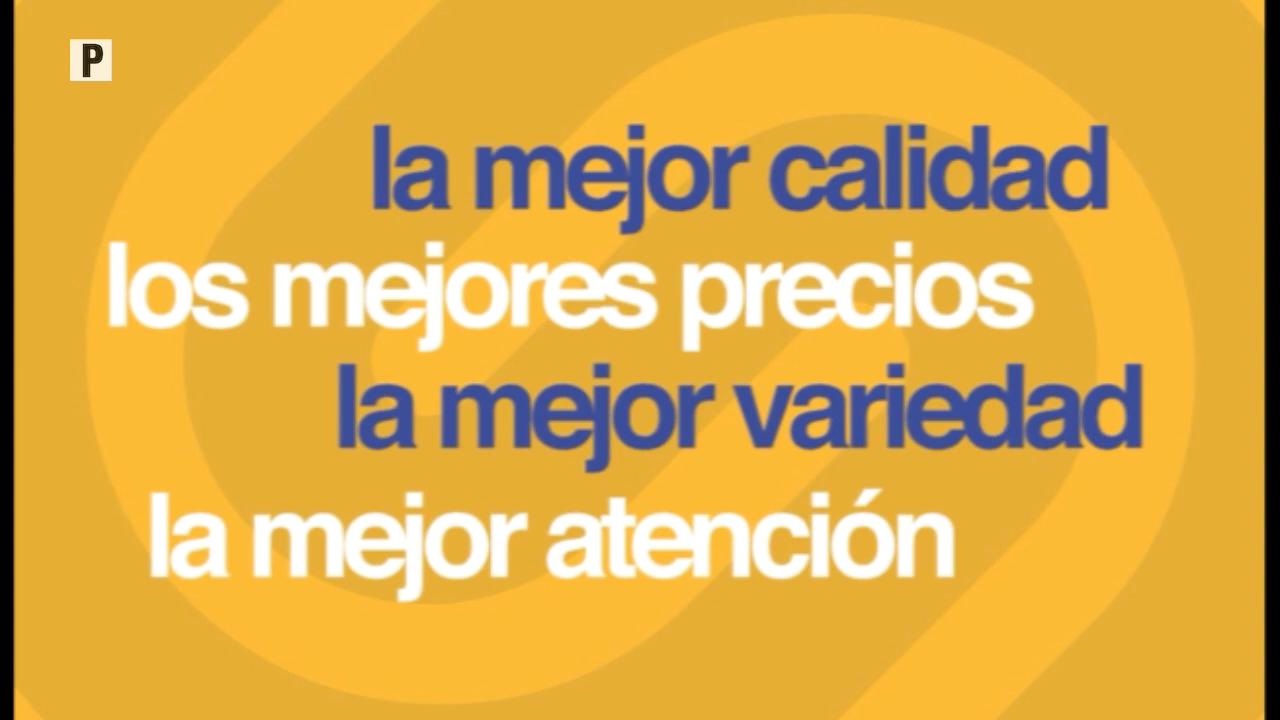 P
la mejor calidad
los mejores precios
la mejor variedad
la mejor atención